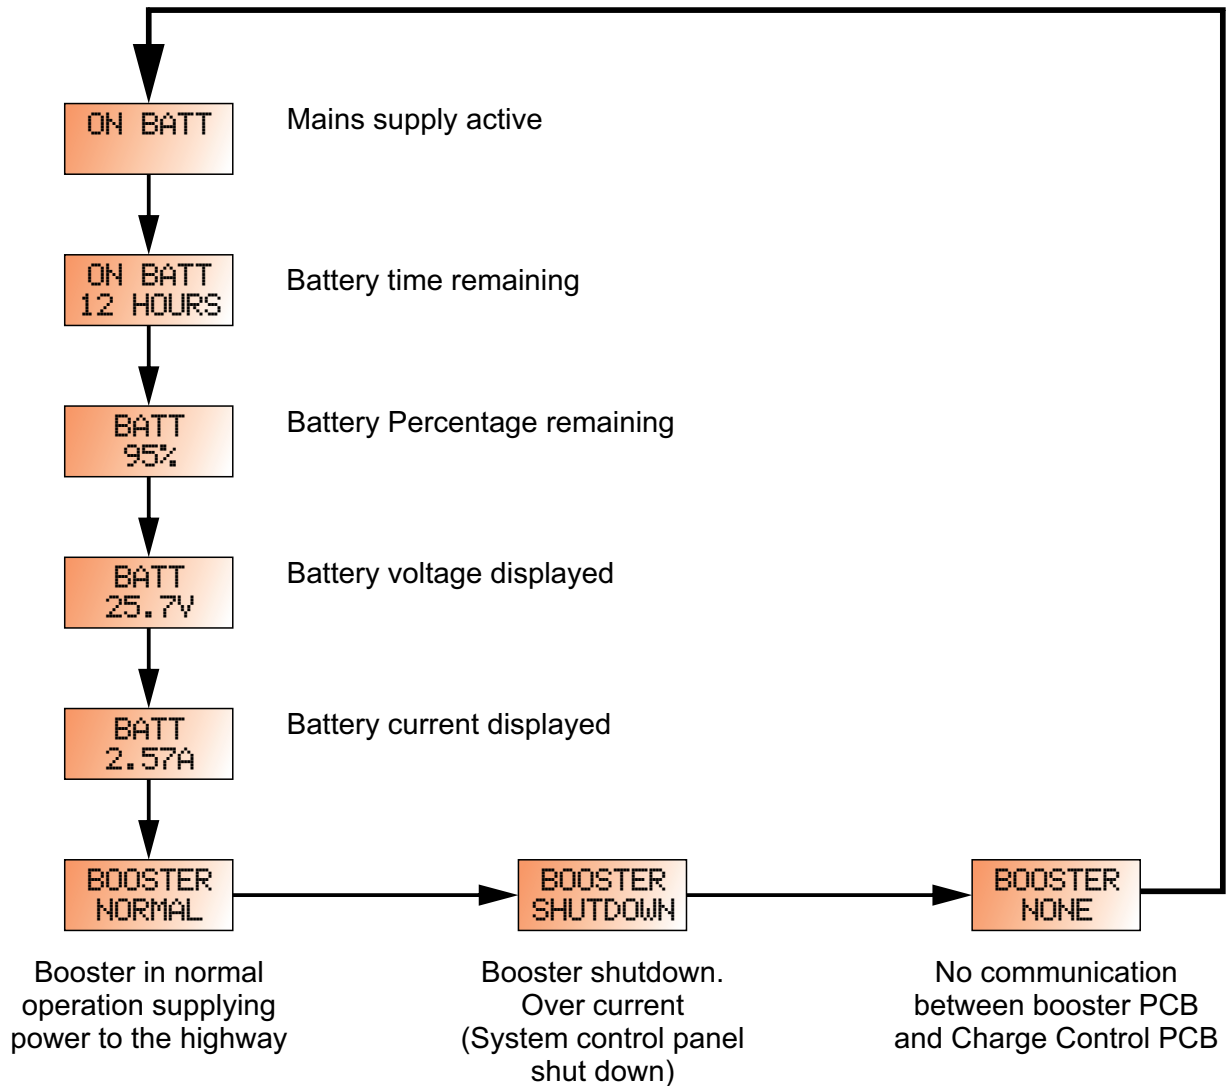 ON BATT
Mains supply active
ON BATT
12 HOURS
Battery time remaining
BATT
95%
Battery Percentage remaining
BATT
25.7V
Battery voltage displayed
BATT
2.57A
Battery current displayed
BOOSTER
NORMAL
BOOSTER
SHUTDOWN
BOOSTER
NONE
Booster in normal
operation supplying
power to the highway
Booster shutdown.
Over current
(System control panel
shut down)
No communication
between booster PCB
and Charge Control PCB